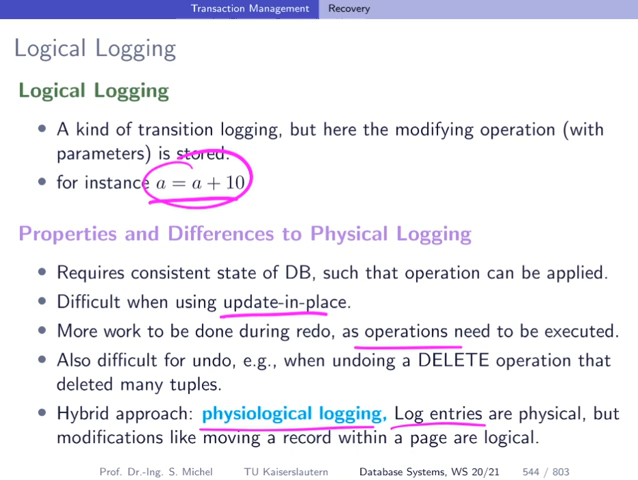 Transaction Management Recovery
Logical Logging
Logical Logging
• A kind of transition logging, but here the modifying operation (with
parameters) is stored.
• for instance a = a + 10
Properties and Differences to Physical Logging
• Requires consistent state of DB, such that operation can be applied.
• Difficult when using update-in-place.
• More work to be done during redo, as operations need to be executed.
• Also difficult for undo, e.g., when undoing a DELETE operation that
deleted many tuples.
• Hybrid approach: physiological logging, Log entries are physical, but
modifications like moving a record within a page are logical.
Prof. Dr.-Ing. S. Michel TU Kaiserslautern Database Systems, WS 20/21 544 / 803